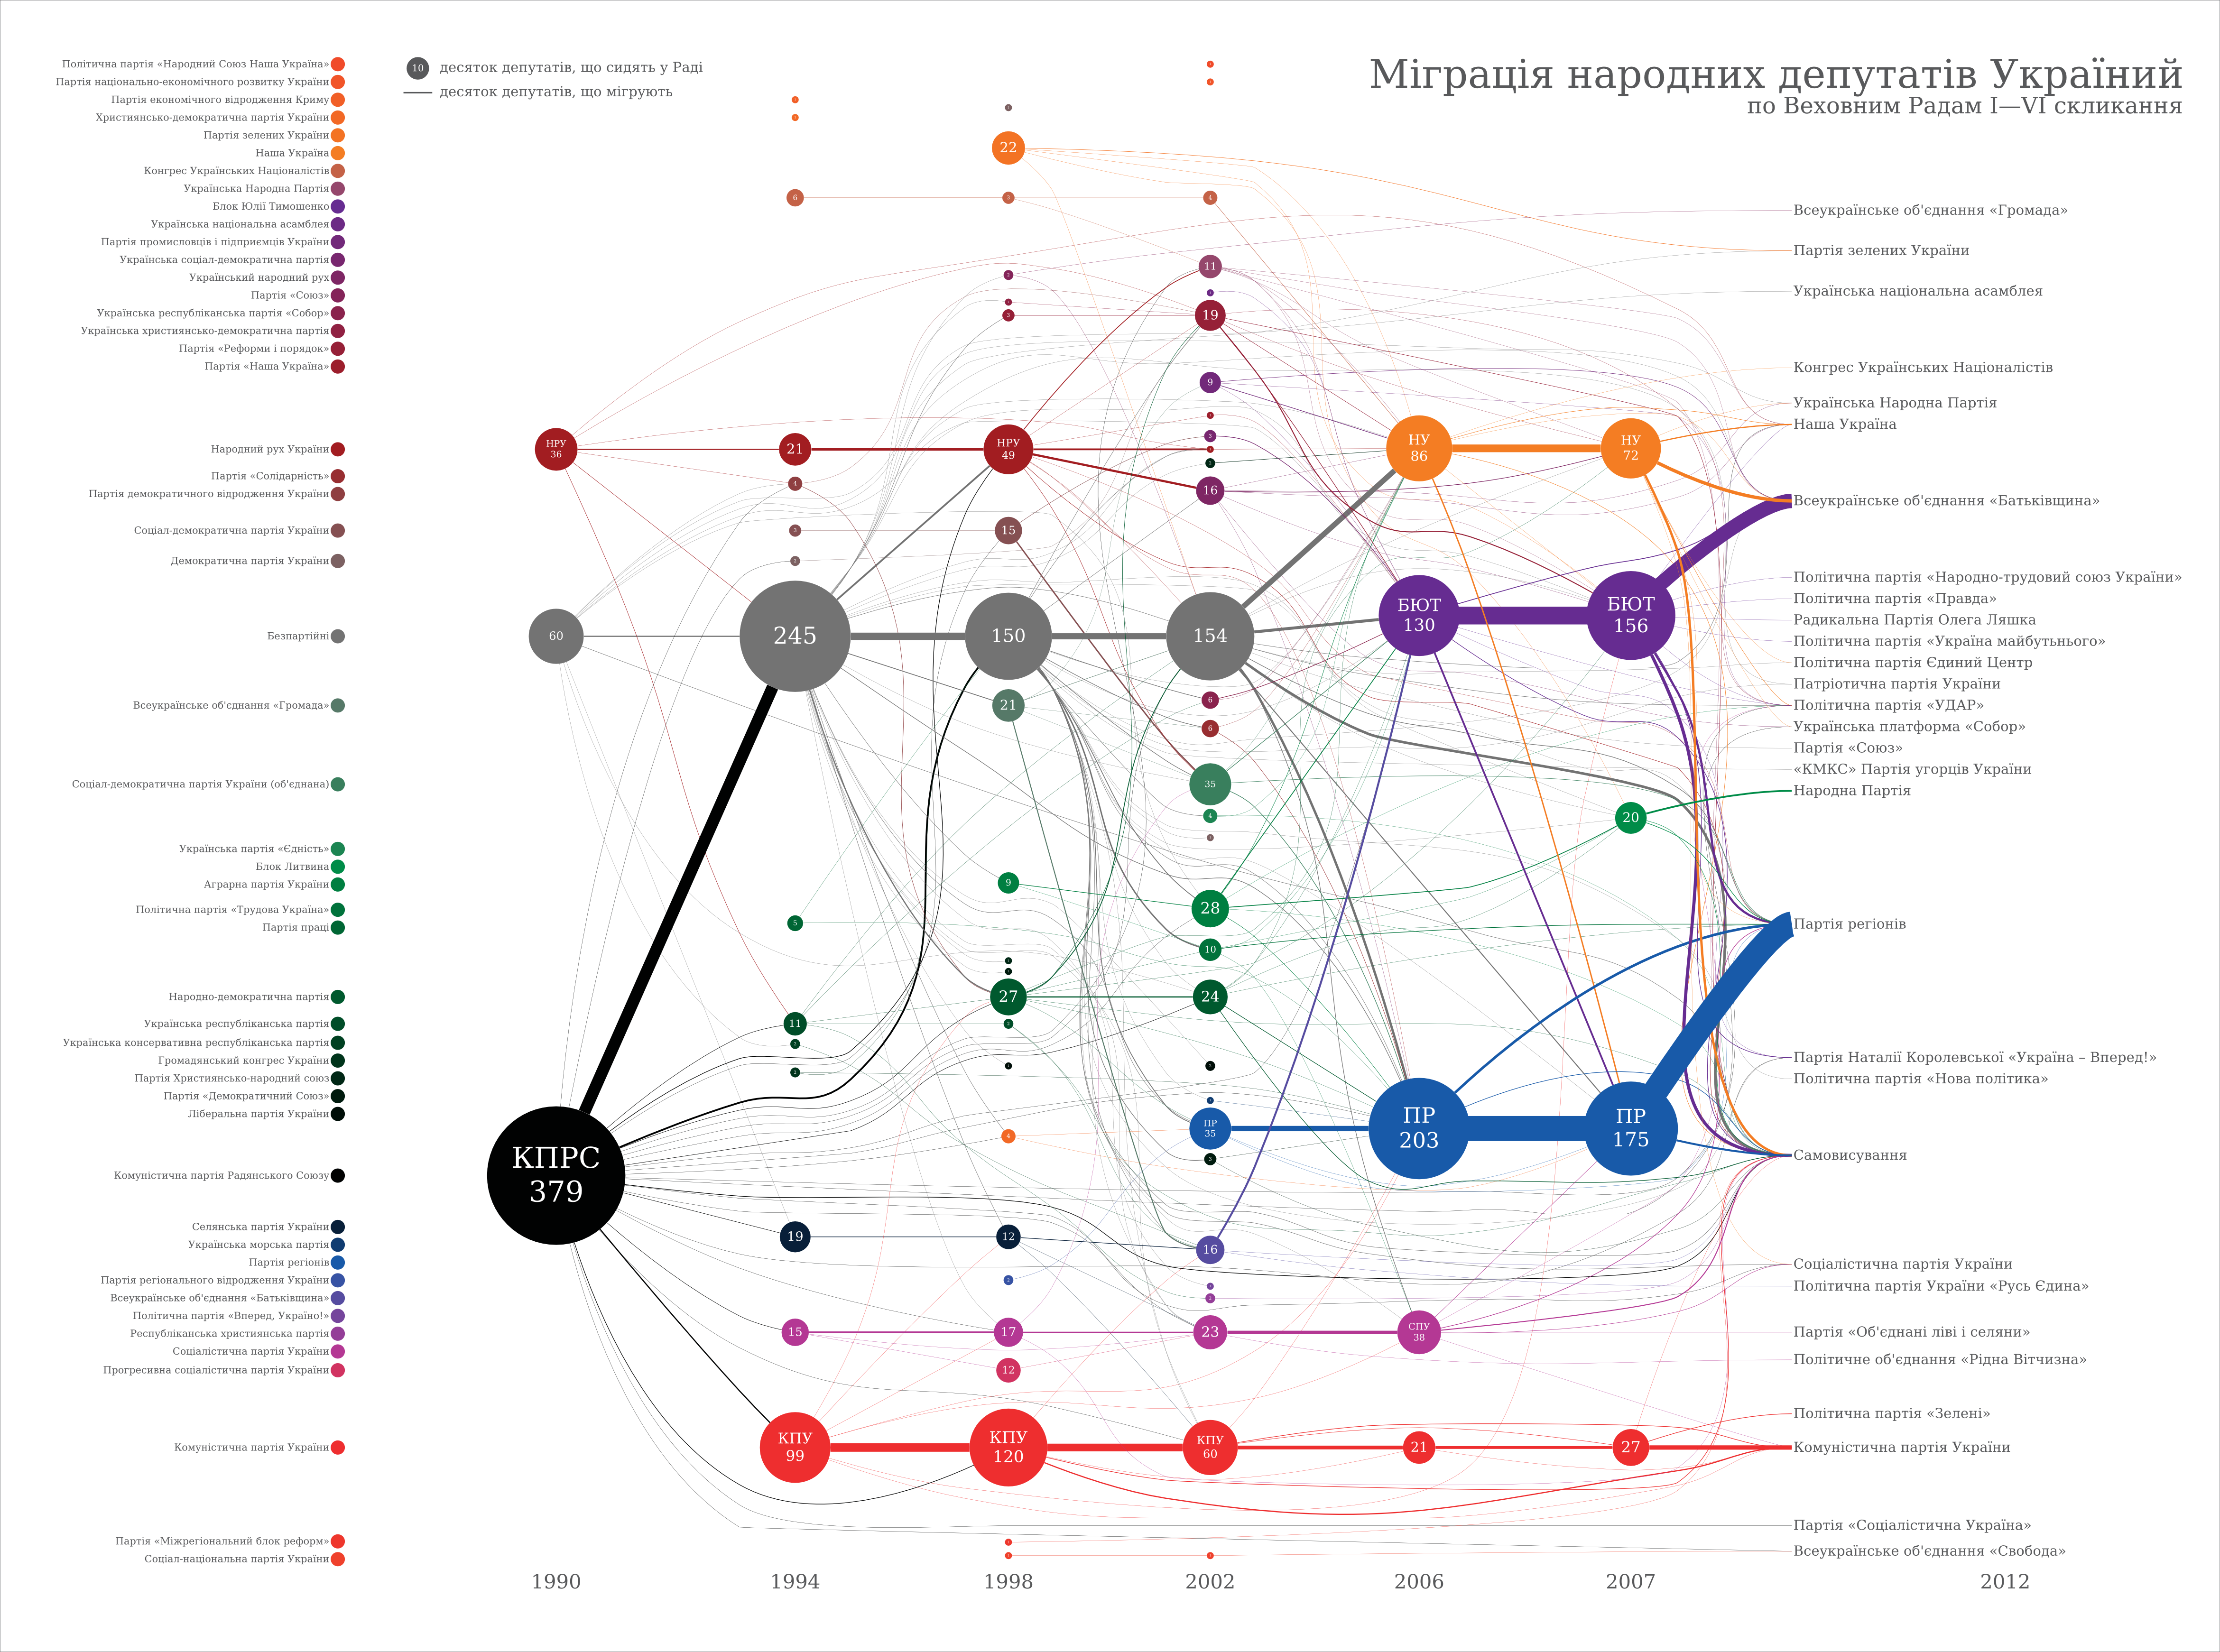 Міграція народних депутатів Україний
по Веховним Радам I—VI скликання
10 десяток депутатів, що сидять у Раді
десяток депутатів, що мігрують
Політична партія «Народний Союз Наша Україна»
Партія національно-економічного розвитку України
Партія економічного відродження Криму
Християнсько-демократична партія України
Партія зелених України
Наша Україна
Конгрес Українських Націоналістів
Українська Народна Партія
Блок Юлії Тимошенко
Українська національна асамблея
Партія промисловців і підприємців України
Українська соціал-демократична партія
Український народний рух
Партія «Союз»
Українська республіканська партія «Собор»
Українська християнсько-демократична партія
Партія «Реформи і порядок»
Партія «Наша Україна»
Народний рух України
Партія «Солідарність»
Партія демократичного відродження України
Соціал-демократична партія України
Демократична партія України
Безпартійні
Всеукраїнське об'єднання «Громада»
Соціал-демократична партія України (об'єднана)
Українська партія «Єдність»
Блок Литвина
Аграрна партія України
Політична партія «Трудова Україна»
Партія праці
Народно-демократична партія
Українська республіканська партія
Українська консервативна республіканська партія
Громадянський конгрес України
Партія Християнсько-народний союз
Партія «Демократичний Союз»
Ліберальна партія України
Комуністична партія Радянського Союзу
Селянська партія України
Українська морська партія
Партія регіонів
Партія регіонального відродження України
Всеукраїнське об'єднання «Батьківщина»
Політична партія «Вперед, Україно!»
Республіканська християнська партія
Соціалістична партія України
Прогресивна соціалістична партія України
Комуністична партія України
Партія «Міжрегіональний блок реформ»
Соціал-національна партія України
НРУ
36
60
КПРС
379
6
21
4
3
3
245
5
11
2
19
15
КПУ
99
22
3
3
НРУ
49
15
150
21
9
27
4
12
17
12
КПУ
120
4
11
19
9
3
16
154
6
6
35
4
28
10
24
ПР
35
3
16
23
КПУ
60
НУ
86
БЮТ
130
ПР
203
СПУ
38
21
НУ
72
БЮТ
156
20
ПР
175
27
Всеукраїнське об'єднання «Громада»
Партія зелених України
Українська національна асамблея
Конгрес Українських Націоналістів
Українська Народна Партія
Наша Україна
Всеукраїнське об'єднання «Батьківщина»
Політична партія «Народно-трудовий союз України»
Політична партія «Правда»
Радикальна Партія Олега Ляшка
Політична партія «Україна майбутнього»
Політична партія Єдиний Центр
Патріотична партія України
Політична партія «УДАР»
Українська платформа «Собор»
Партія «Союз»
«КМКС» Партія угорців України
Народна Партія
Партія регіонів
Партія Наталії Королевської «Україна – Вперед!»
Політична партія «Нова політика»
Самовисування
Соціалістична партія України
Політична партія України «Русь Єдина»
Партія «Об'єднані ліві і селяни»
Політичне об'єднання «Рідна Вітчизна»
Політична партія «Зелені»
Комуністична партія України
Партія «Соціалістична Україна»
Всеукраїнське об'єднання «Свобода»
1990
1994
1998
2002
2006
2007
2012